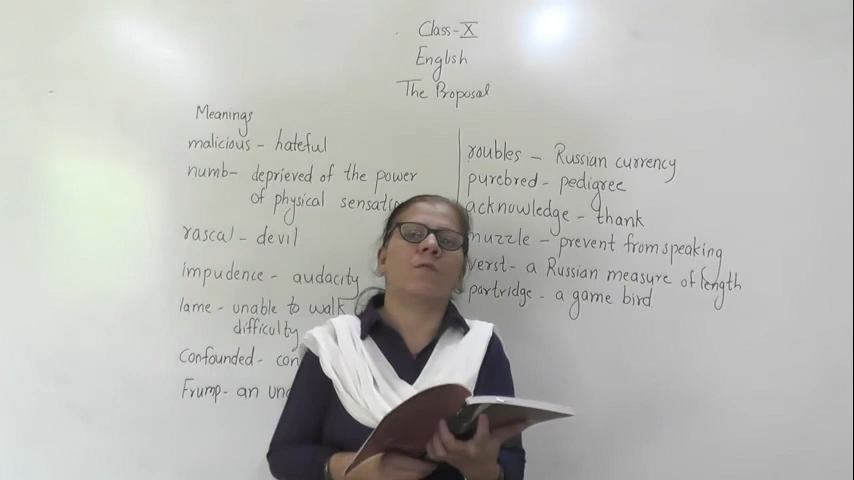 Class-X
English
The Proposal
Meanings
malicious - hateful
numb- deprieved of the power
of physical
rascal - devil
impudence - audacity
lame - unable to walk
difficulty
Confounded -
Frump- an
roubles - Russian currency
purebred - pedigree
acknowledge - thank
muzzle - prevent from speaking
verst - a Russian measure of length
partridge - a game bird